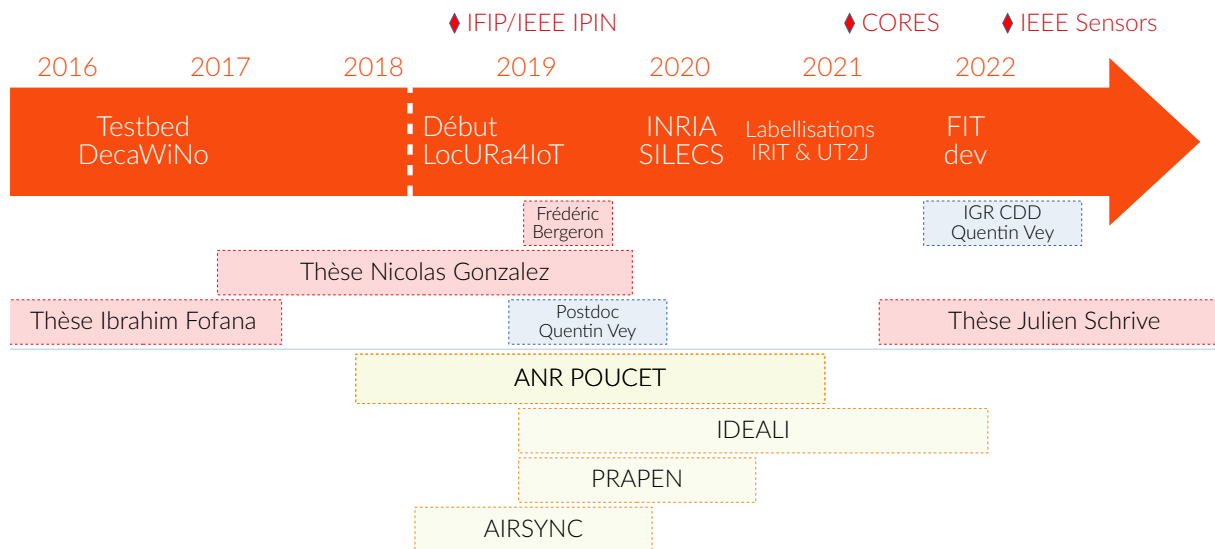 IFIP/IEEE IPIN
CORES
IEEE Sensors
2016
2017
2018
2019
2020
2021
2022
Testbed
DecaWiNo
Début
LocURa4IoT
INRIA
SILECS
Labellisations
IRIT & UT2J
FIT
dev
Frédéric
Bergeron
IGR CDD
Quentin Vey
Thèse Nicolas Gonzalez
Thèse Ibrahim Fofana
Postdoc
Quentin Vey
Thèse Julien Schrive
ANR POUCET
IDEALI
PRAPEN
AIRSYNC